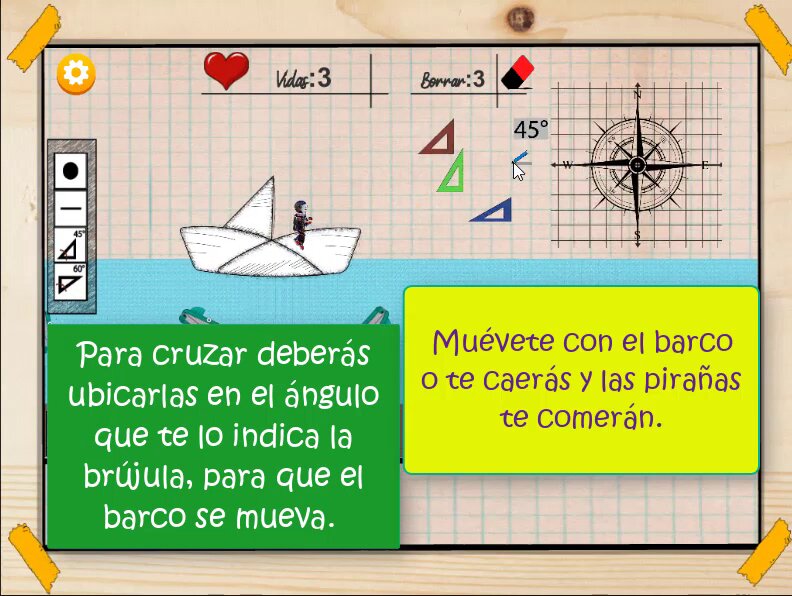 Vidas:3
Borrar:3
45°
N
W
E
S
45°
60°
Para cruzar deberás
ubicarlas en el ángulo
que te lo indica la
brújula, para que el
barco se mueva.
Muévete con el barco
o te caerás y las pirañas
te comerán.